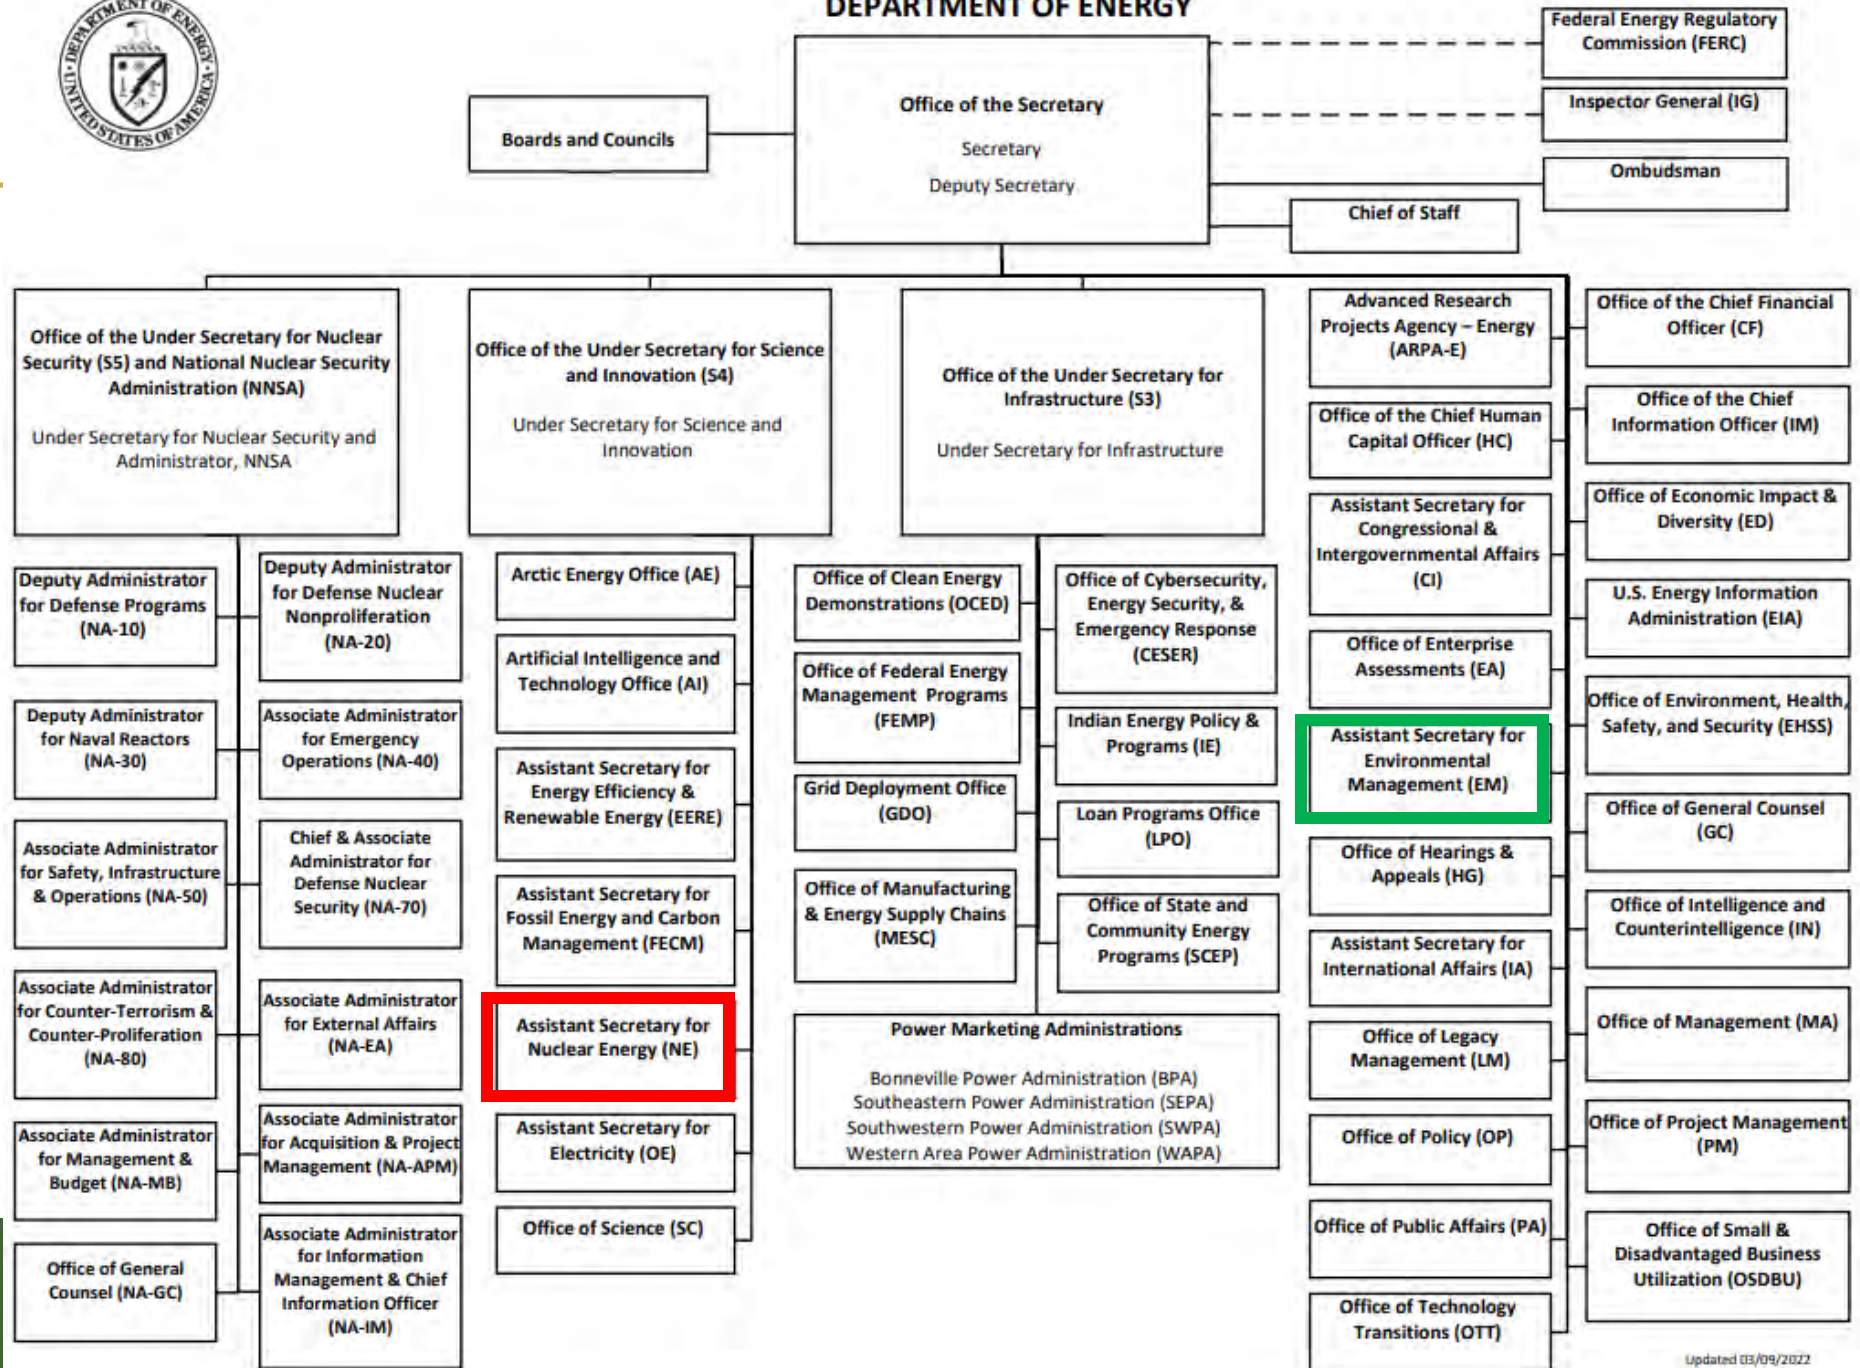 DEPARTMENT OF ENERGY
DEPARTMENT OF ENERGY
UNITED STATES OF AMERICA
Federal Energy Regulatory
Commission (FERC)
Inspector General (IG)
Ombudsman
Chief of Staff
Boards and Councils
Office of the Secretary
Secretary
Deputy Secretary
Office of the Under Secretary for Nuclear
Security (S5) and National Nuclear Security
Administration (NNSA)
Under Secretary for Nuclear Security and
Administrator, NNSA
Office of the Under Secretary for Science
and Innovation (S4)
Under Secretary for Science and
Innovation
Office of the Under Secretary for
Infrastructure (S3)
Under Secretary for Infrastructure
Deputy Administrator
for Defense Programs
(NA-10)
Deputy Administrator
for Defense Nuclear
Nonproliferation
(NA-20)
Deputy Administrator
for Naval Reactors
(NA-30)
Associate Administrator
for Emergency
Operations (NA-40)
Associate Administrator
for Safety, Infrastructure
& Operations (NA-50)
Chief & Associate
Administrator for
Defense Nuclear
Security (NA-70)
Associate Administrator
for Counter-Terrorism &
Counter-Proliferation
(NA-80)
Associate Administrator
for External Affairs
(NA-EA)
Associate Administrator
for Management &
Budget (NA-MB)
Associate Administrator
for Acquisition & Project
Management (NA-APM)
Office of General
Counsel (NA-GC)
Associate Administrator
for Information
Management & Chief
Information Officer
(NA-IM)
Arctic Energy Office (AE)
Artificial Intelligence and
Technology Office (AI)
Assistant Secretary for
Energy Efficiency &
Renewable Energy (EERE)
Assistant Secretary for
Fossil Energy and Carbon
Management (FECM)
Assistant Secretary for
Nuclear Energy (NE)
Assistant Secretary for
Electricity (OE)
Office of Science (SC)
Office of Clean Energy
Demonstrations (OCED)
Office of Federal Energy
Management Programs
(FEMP)
Grid Deployment Office
(GDO)
Office of Manufacturing
& Energy Supply Chains
(MESC)
Office of Cybersecurity,
Energy Security, &
Emergency Response
(CESER)
Indian Energy Policy &
Programs (IE)
Loan Programs Office
(LPO)
Office of State and
Community Energy
Programs (SCEP)
Power Marketing Administrations
Bonneville Power Administration (BPA)
Southeastern Power Administration (SEPA)
Southwestern Power Administration (SWPA)
Western Area Power Administration (WAPA)
Advanced Research
Projects Agency – Energy
(ARPA-E)
Office of the Chief Human
Capital Officer (HC)
Assistant Secretary for
Congressional &
Intergovernmental Affairs
(CI)
Office of Enterprise
Assessments (EA)
Assistant Secretary for
Environmental
Management (EM)
Office of Hearings &
Appeals (HG)
Assistant Secretary for
International Affairs (IA)
Office of Legacy
Management (LM)
Office of Policy (OP)
Office of Public Affairs (PA)
Office of Technology
Transitions (OTT)
Office of the Chief Financial
Officer (CF)
Office of the Chief
Information Officer (IM)
Office of Economic Impact &
Diversity (ED)
U.S. Energy Information
Administration (EIA)
Office of Environment, Health,
Safety, and Security (EHSS)
Office of General Counsel
(GC)
Office of Intelligence and
Counterintelligence (IN)
Office of Management (MA)
Office of Project Management
(PM)
Office of Small &
Disadvantaged Business
Utilization (OSDBU)
Updated 03/09/2022